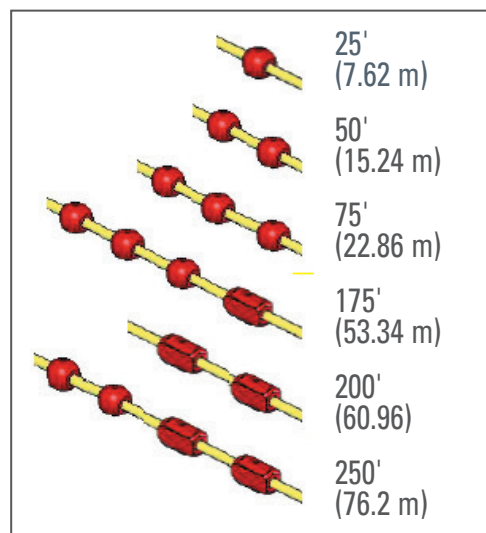 25'
(7.62 m)
50'
(15.24 m)
75'
(22.86 m)
175'
(53.34 m)
200'
(60.96)
250'
(76.2 m)